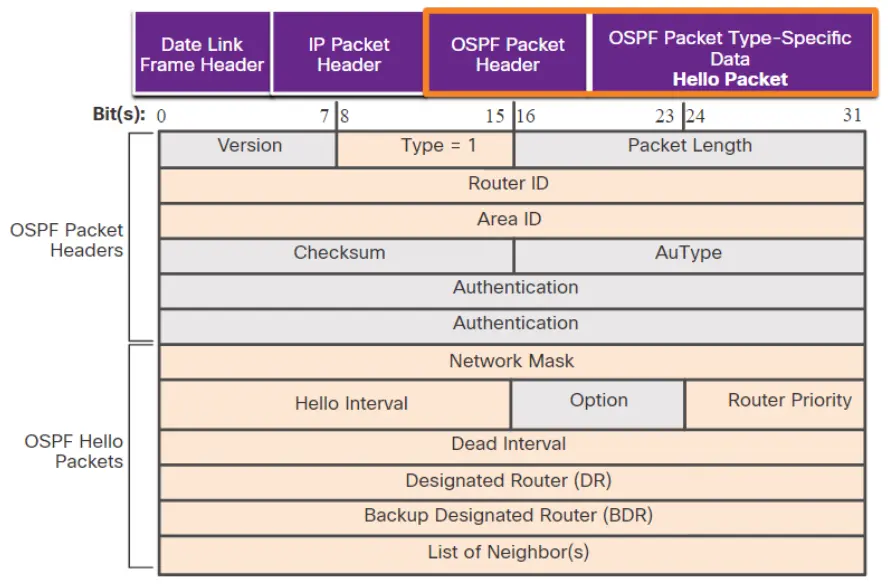 Date Link
Frame Header
IP Packet
Header
OSPF Packet
Header
OSPF Packet Type-Specific
Data
Hello Packet
Bit(s): 0 7 8 15 16 23 24 31
Version Type = 1 Packet Length
Router ID
Area ID
OSPF Packet
Headers
Checksum AuType
Authentication
Authentication
Network Mask
Hello Interval Option Router Priority
OSPF Hello
Packets
Dead Interval
Designated Router (DR)
Backup Designated Router (BDR)
List of Neighbor(s)